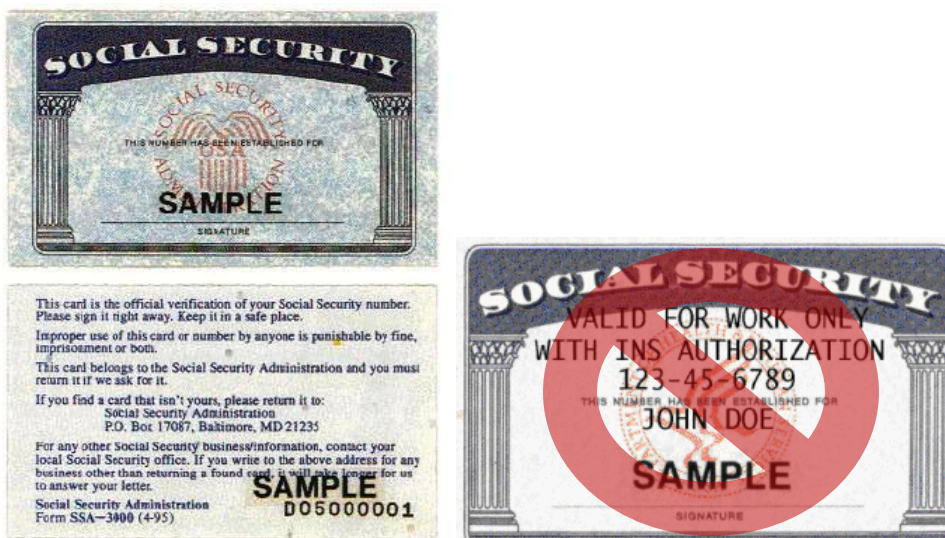 SOCIAL SECURITY
SOCIAL SECURITY
THIS NUMBER HAS BEEN ESTABLISHED FOR
USA
ADMINISTRATION
SAMPLE
SIGNATURE
This card is the official verification of your Social Security number.
Please sign it right away. Keep it in a safe place.
Improper use of this card or number by anyone is punishable by fine,
imprisonment or both.
This card belongs to the Social Security Administration and you must
return it if we ask for it.
If you find a card that isn't yours, please return it to:
Social Security Administration
P.O. Box 17087, Baltimore, MD 21235
For any other Social Security business/information, contact your
local Social Security office. If you write to the above address for any
business other than returning a found card, it will take longer for us
to answer your letter.
Social Security Administration
Form SSA-3000 (4-95)
SAMPLE
D05000001
SOCIAL SECURITY
VALID FOR WORK ONLY
WITH INS AUTHORIZATION
123-45-6789
THIS NUMBER HAS BEEN ESTABLISHED FOR
JOHN DOE
SAMPLE
SIGNATURE